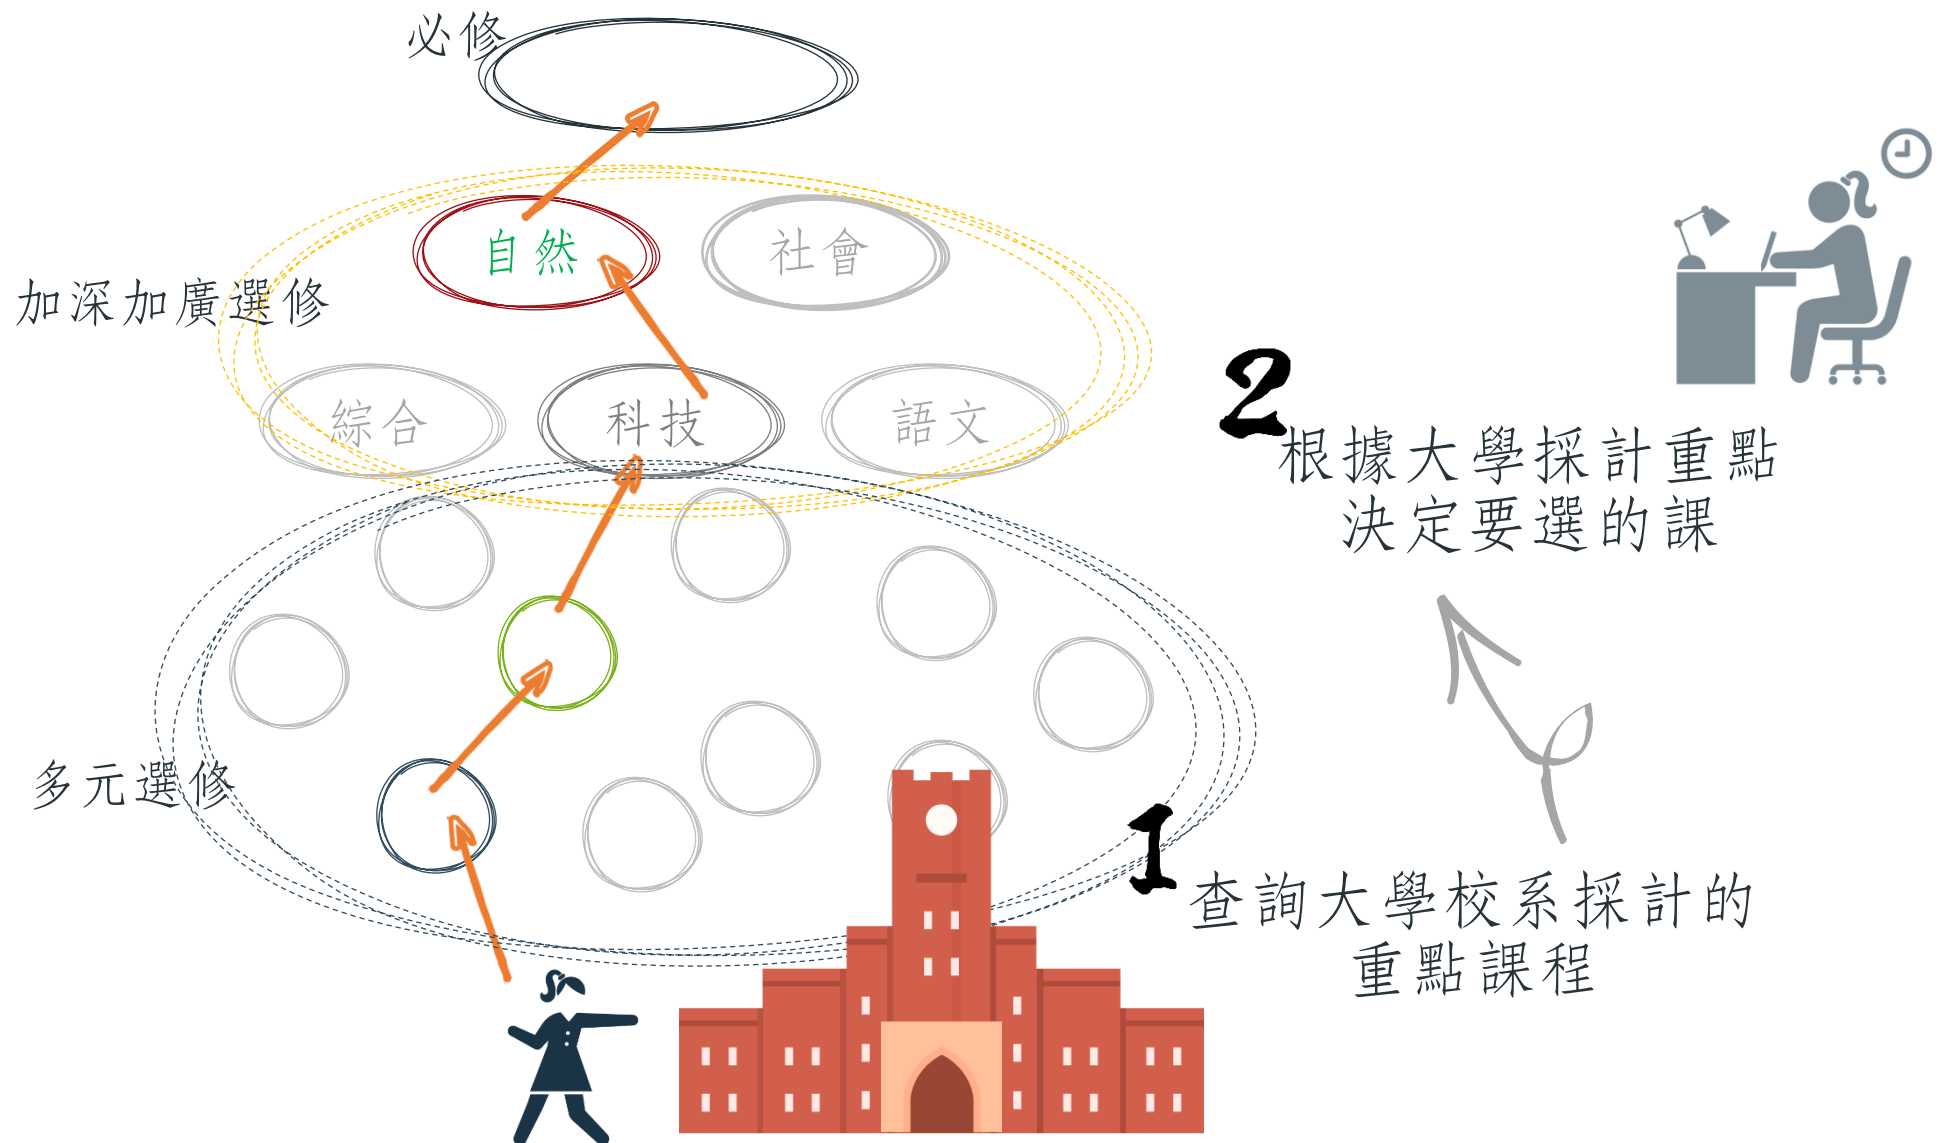 必修
自然
社會
加深加廣選修
綜合
科技
語文
2
根據大學採計重點
決定要選的課
多元選修
1
查詢大學校系採計的
重點課程